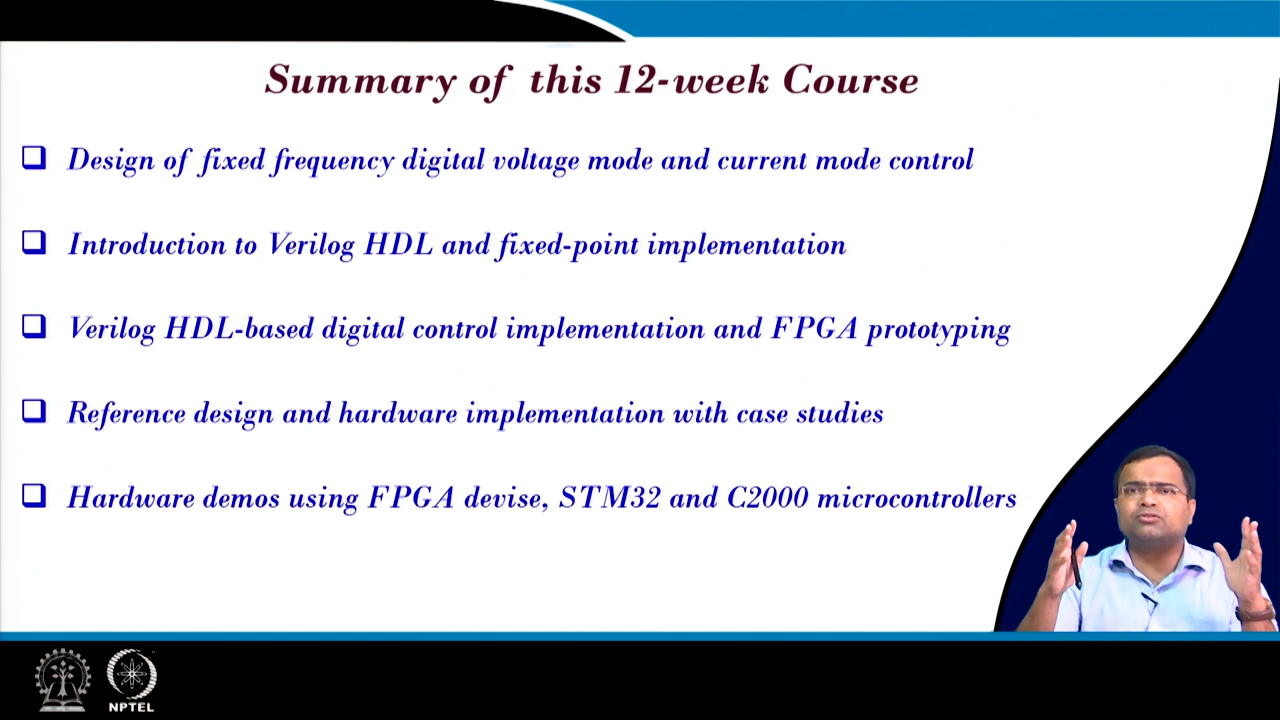 Summary of this 12-week Course
Design of fixed frequency digital voltage mode and current mode control
Introduction to Verilog HDL and fixed-point implementation
Verilog HDL-based digital control implementation and FPGA prototyping
Reference design and hardware implementation with case studies
Hardware demos using FPGA devise, STM32 and C2000 microcontrollers
NPTEL